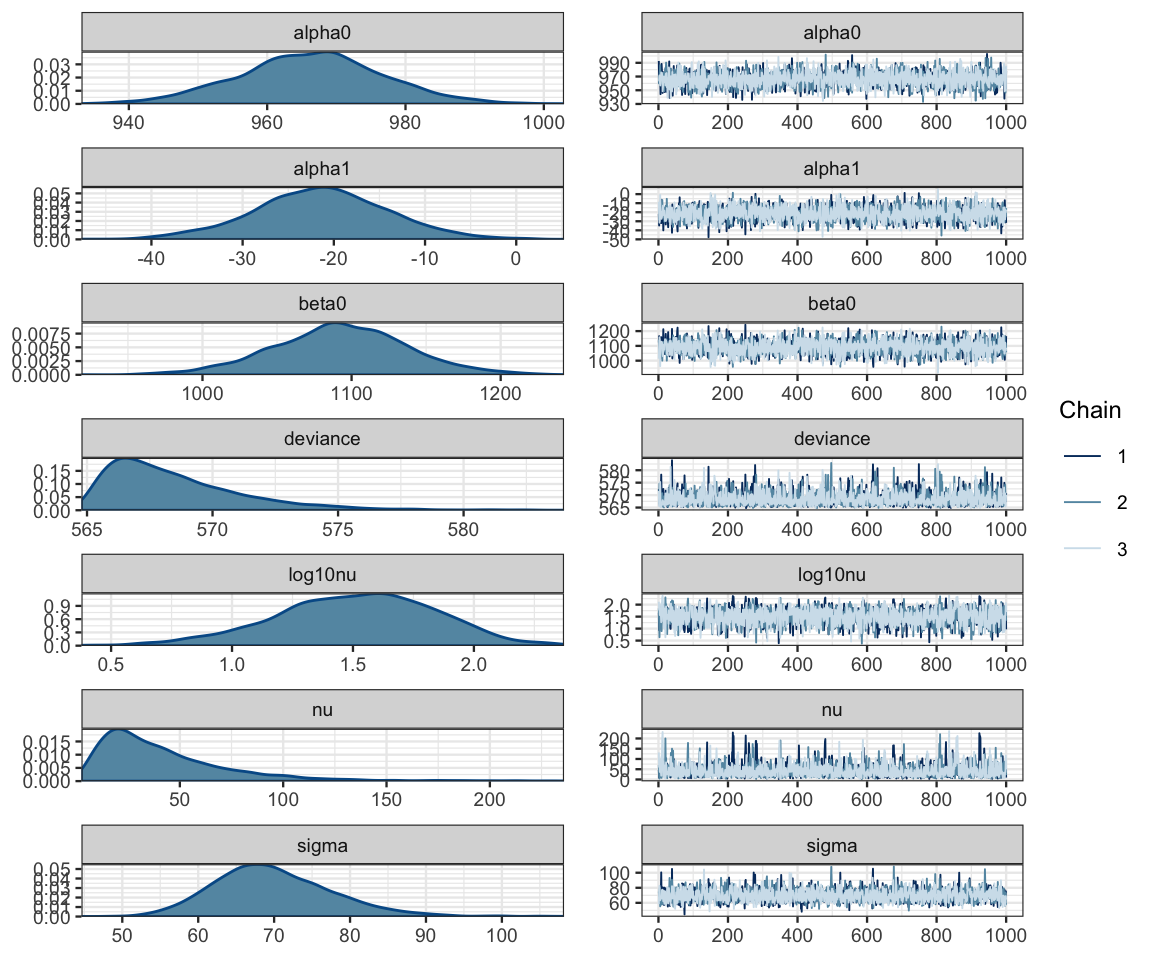 alpha0
0.03
0.02
0.01
0.00
940 960 980 1000
alpha0
990
970
950
930
0 200 400 600 800 1000
alpha1
0.05
0.04
0.03
0.02
0.01
0.00
-40 -30 -20 -10 0
alpha1
0
-10
-20
-30
-40
-50
0 200 400 600 800 1000
beta0
0.0075
0.0050
0.0025
0.0000
1000 1100 1200
beta0
1200
1100
1000
0 200 400 600 800 1000
deviance
0.15
0.10
0.05
0.00
565 570 575 580
deviance
580
575
570
565
0 200 400 600 800 1000
log10nu
0.9
0.6
0.3
0.0
0.5 1.0 1.5 2.0
log10nu
2.0
1.5
1.0
0.5
0 200 400 600 800 1000
nu
0.015
0.010
0.005
0.000
50 100 150 200
nu
200
150
100
50
0
0 200 400 600 800 1000
sigma
0.05
0.04
0.03
0.02
0.01
0.00
50 60 70 80 90 100
sigma
100
80
60
0 200 400 600 800 1000
Chain
1
2
3